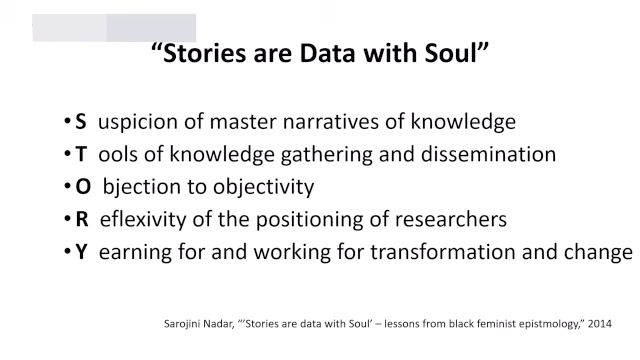 “Stories are Data with Soul”
• S uspicion of master narratives of knowledge
• T ools of knowledge gathering and dissemination
• O bjection to objectivity
• R eflexivity of the positioning of researchers
• Y earning for and working for transformation and change
Sarojini Nadar, “‘Stories are data with Soul’ – lessons from black feminist epistmology,” 2014